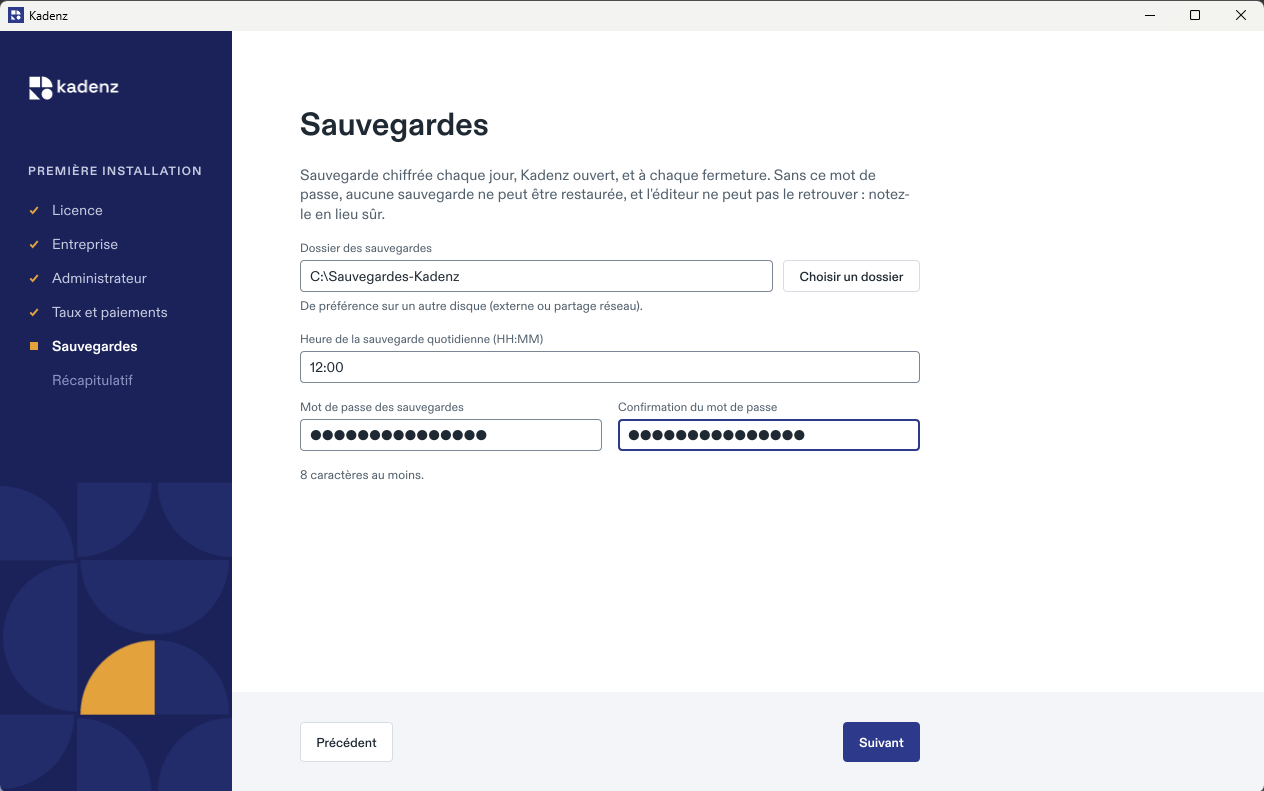 Kadenz
kadenz
PREMIÈRE INSTALLATION
Licence
Entreprise
Administrateur
Taux et paiements
Sauvegardes
Récapitulatif
Sauvegardes
Sauvegarde chiffrée chaque jour, Kadenz ouvert, et à chaque fermeture. Sans ce mot de
passe, aucune sauvegarde ne peut être restaurée, et l'éditeur ne peut pas le retrouver : notez-
le en lieu sûr.
Dossier des sauvegardes
C:\Sauvegardes-Kadenz
Choisir un dossier
De préférence sur un autre disque (externe ou partage réseau).
Heure de la sauvegarde quotidienne (HH:MM)
12:00
Mot de passe des sauvegardes
Confirmation du mot de passe
●●●●●●●●●●●●●●●
●●●●●●●●●●●●●●●
8 caractères au moins.
Précédent
Suivant